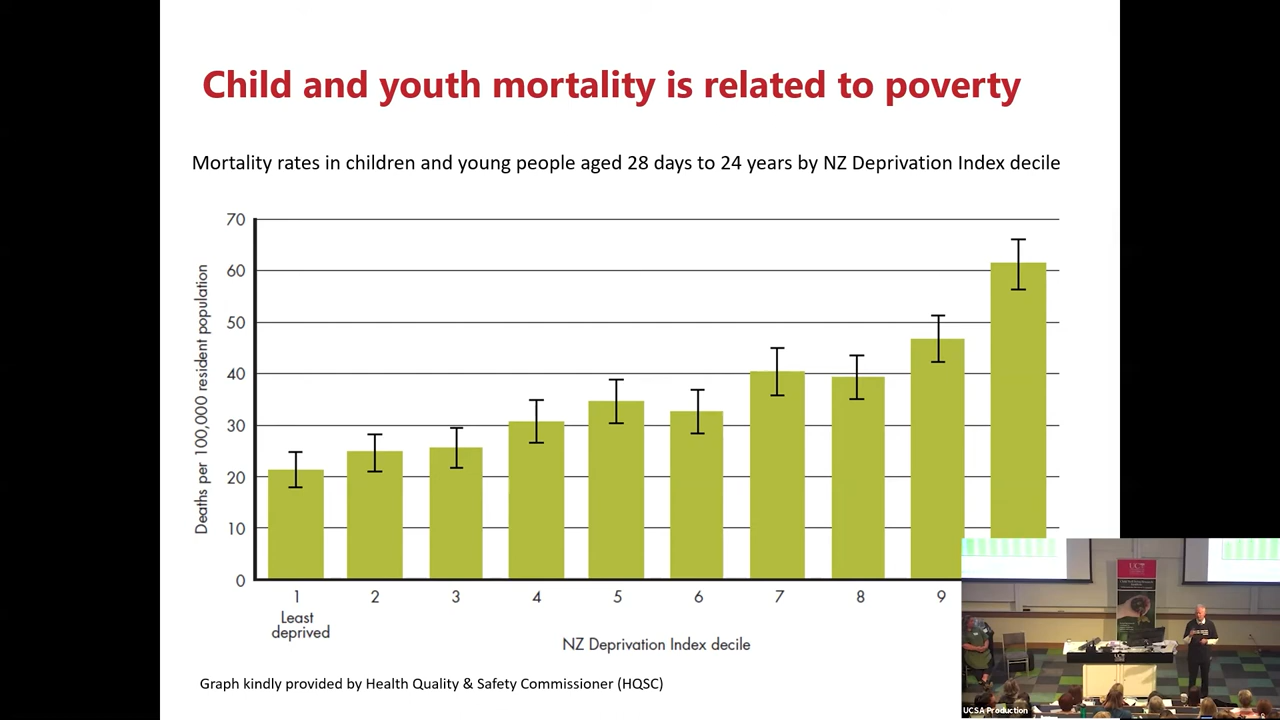 Child and youth mortality is related to poverty
Mortality rates in children and young people aged 28 days to 24 years by NZ Deprivation Index decile
Deaths per 100,000 resident population
70
60
50
40
30
20
10
0
1 2 3 4 5 6 7 8 9
Least
deprived
NZ Deprivation Index decile
Graph kindly provided by Health Quality & Safety Commissioner (HQSC)
UC
UC
UCSA Production